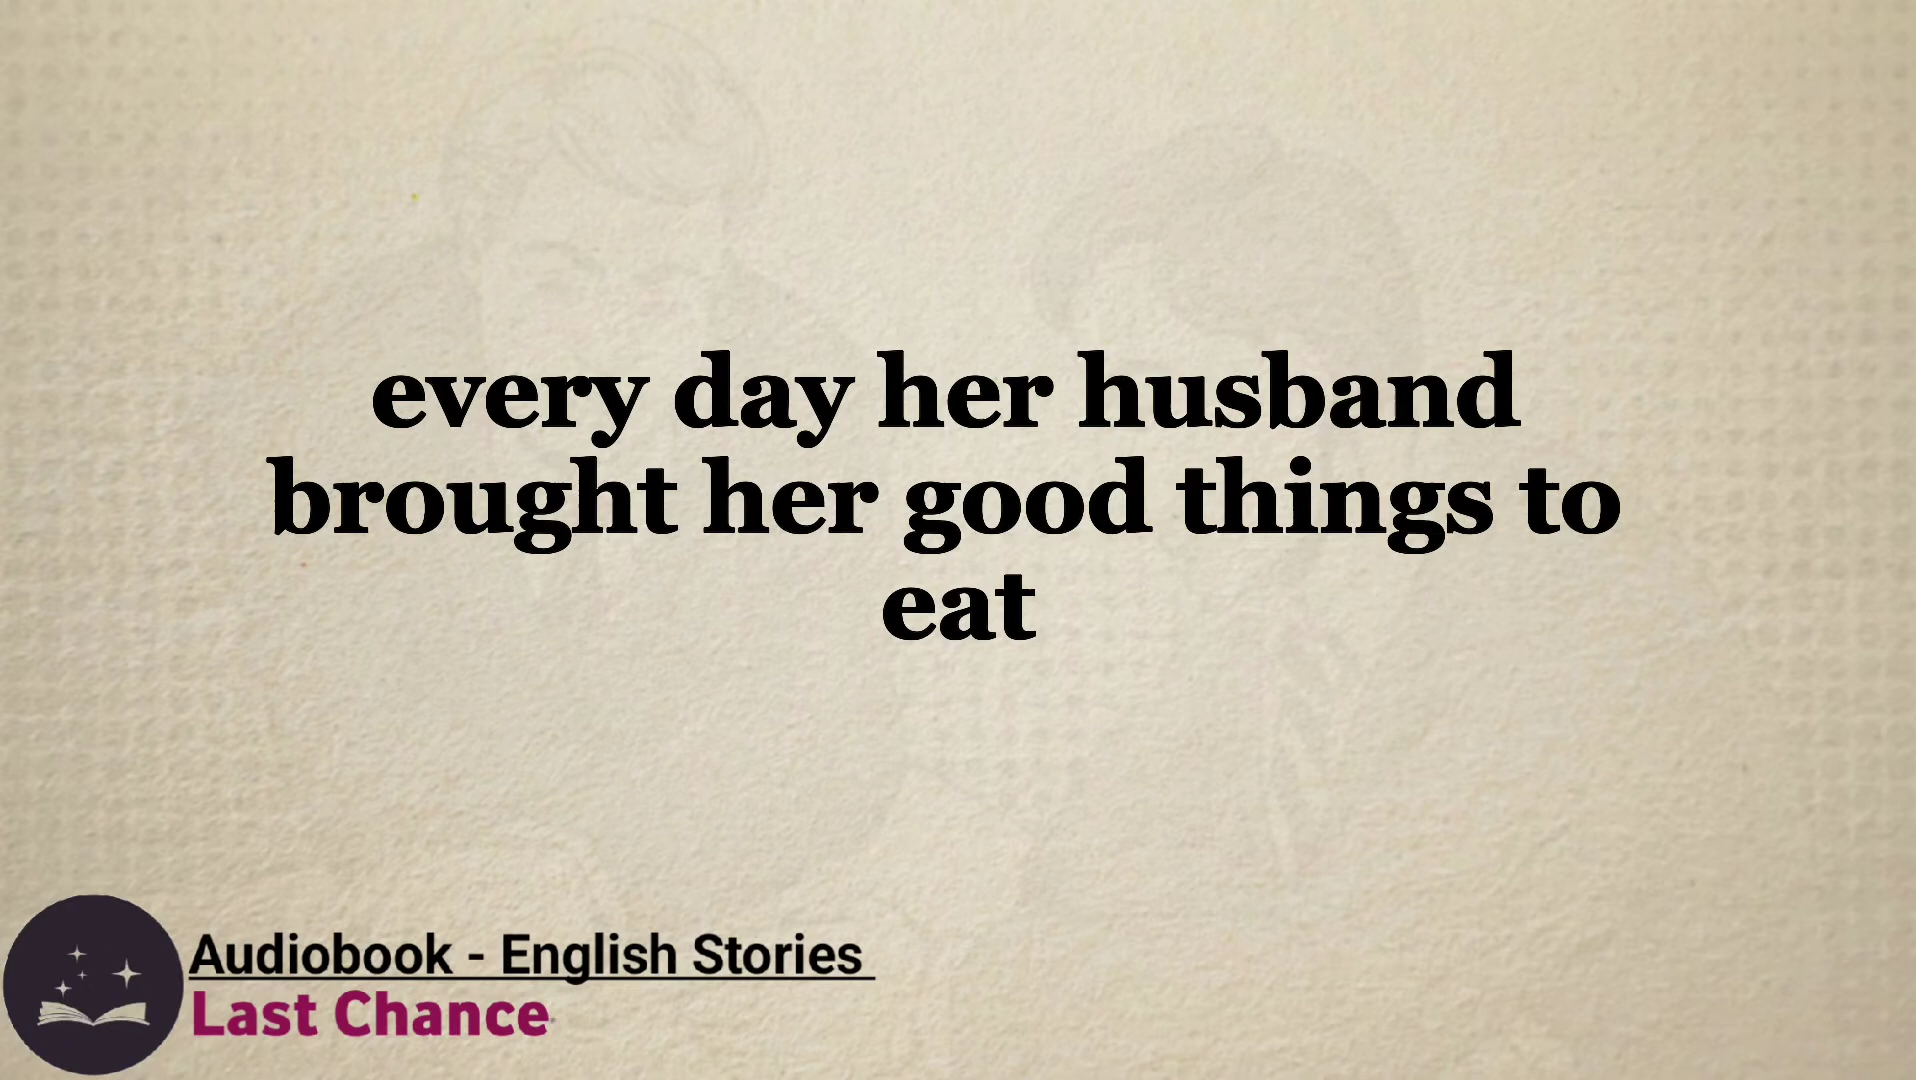 every day her husband
brought her good things to
eat
Audiobook - English Stories
Last Chance